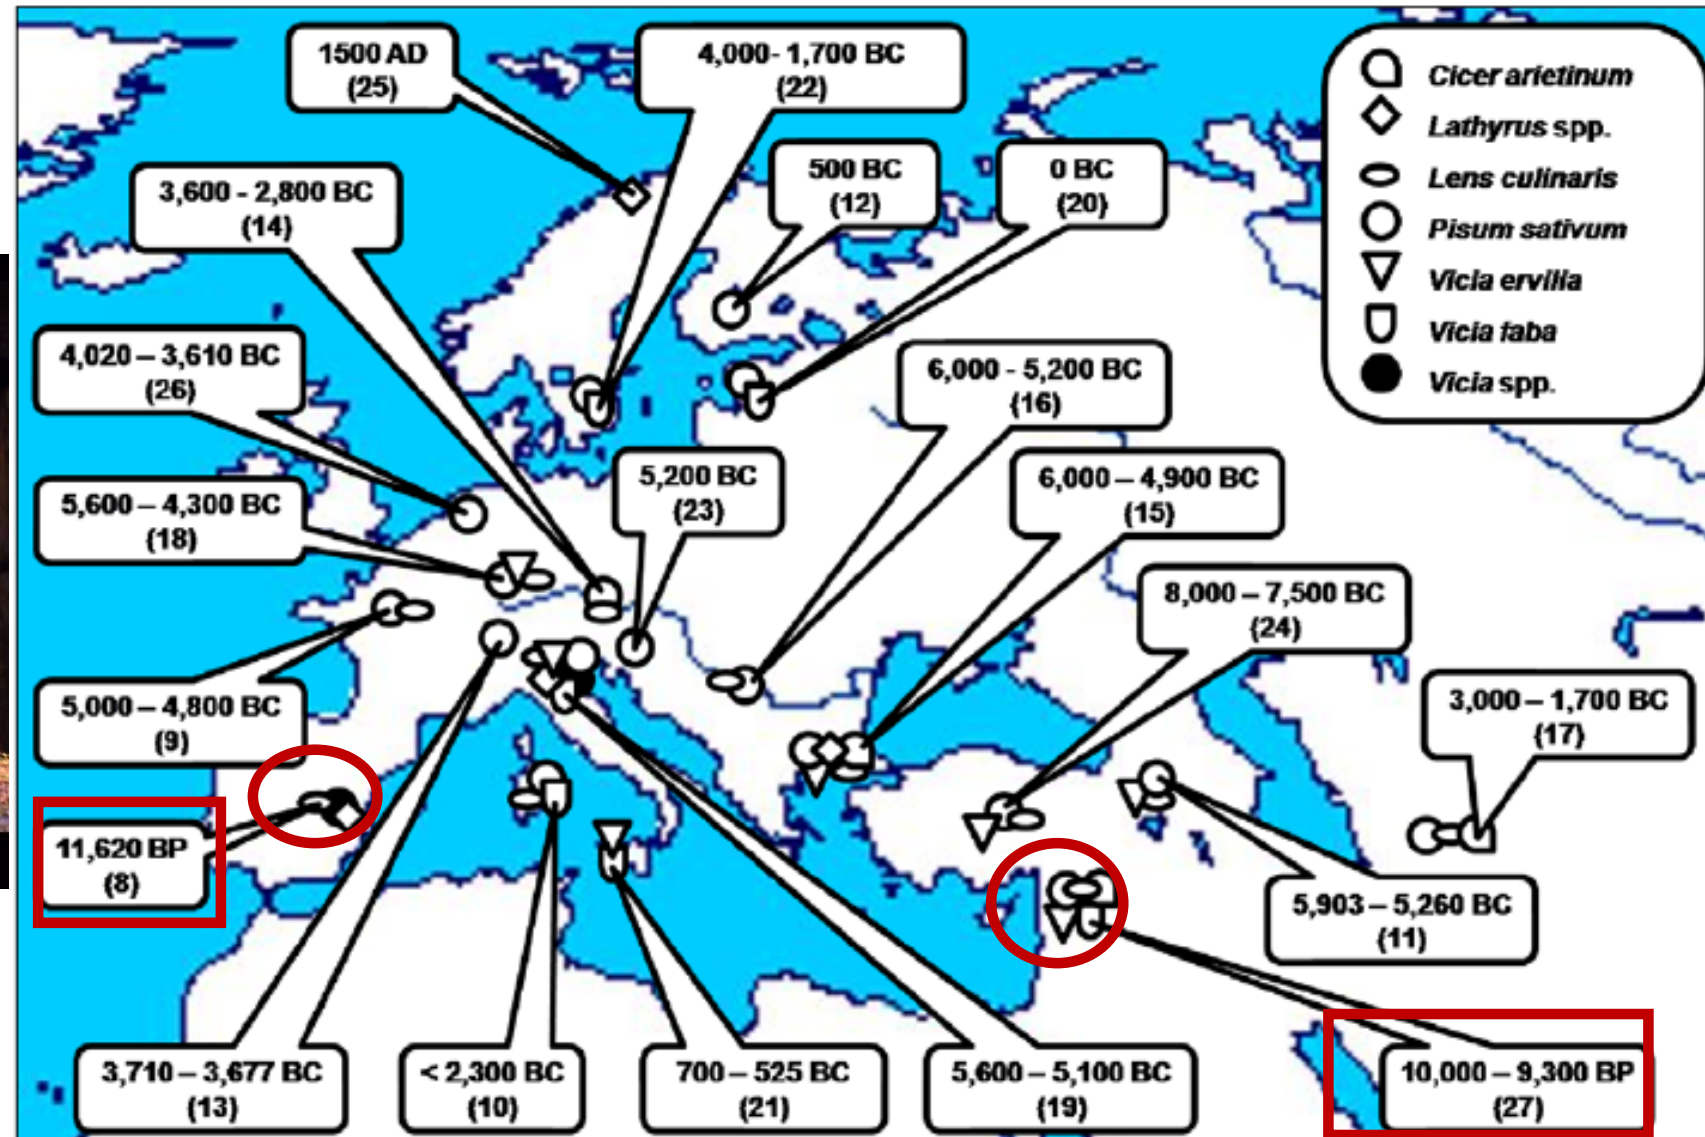 1500 AD
(25)
4,000- 1,700 BC
(22)
Cicer arietinum
Lathyrus spp.
Lens culinaris
Pisum sativum
Vicia ervilia
Vicia faba
Vicia spp.
3,600 - 2,800 BC
(14)
500 BC
(12)
0 BC
(20)
4,020 – 3,610 BC
(26)
6,000 - 5,200 BC
(16)
5,600 – 4,300 BC
(18)
5,200 BC
(23)
6,000 – 4,900 BC
(15)
8,000 – 7,500 BC
(24)
5,000 – 4,800 BC
(9)
3,000 – 1,700 BC
(17)
11,620 BP
(8)
5,903 – 5,260 BC
(11)
3,710 – 3,677 BC
(13)
< 2,300 BC
(10)
700 – 525 BC
(21)
5,600 – 5,100 BC
(19)
10,000 – 9,300 BP
(27)